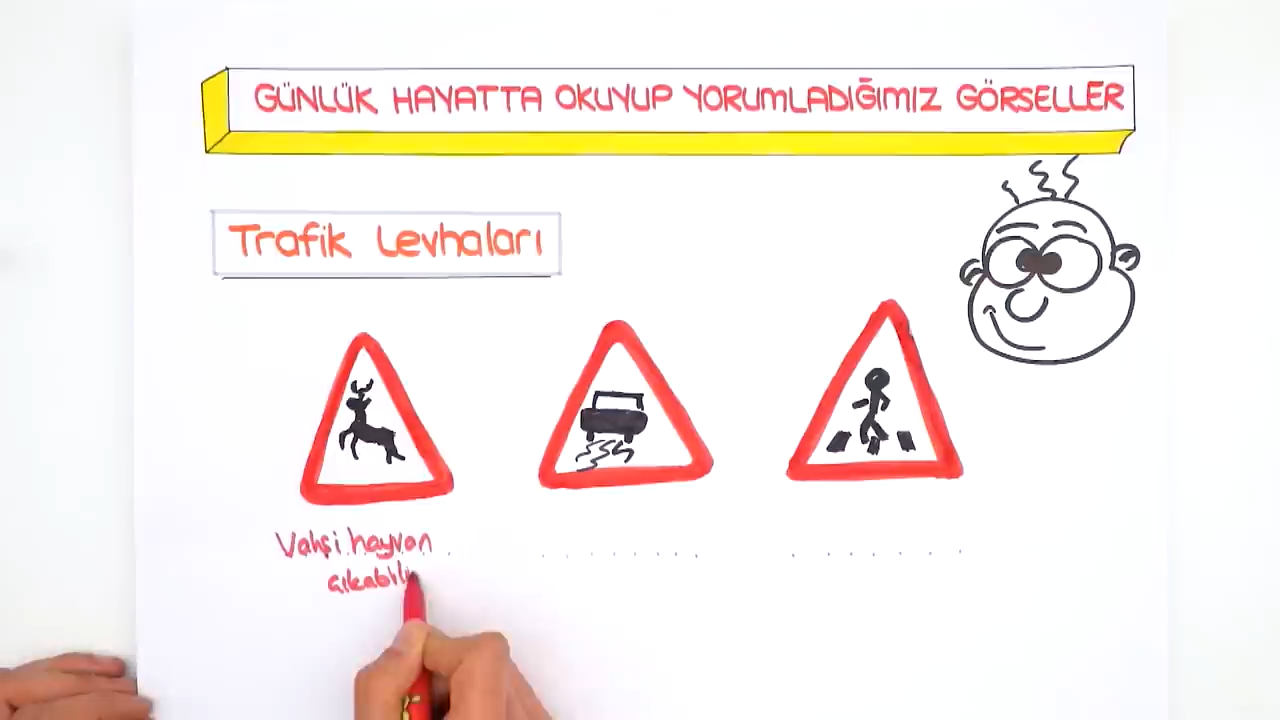 GÜNLÜK HAYATTA OKUYUP YORUMLADIĞIMIZ GÖRSELLER
Trafik Levhaları
Vahşi hayvan